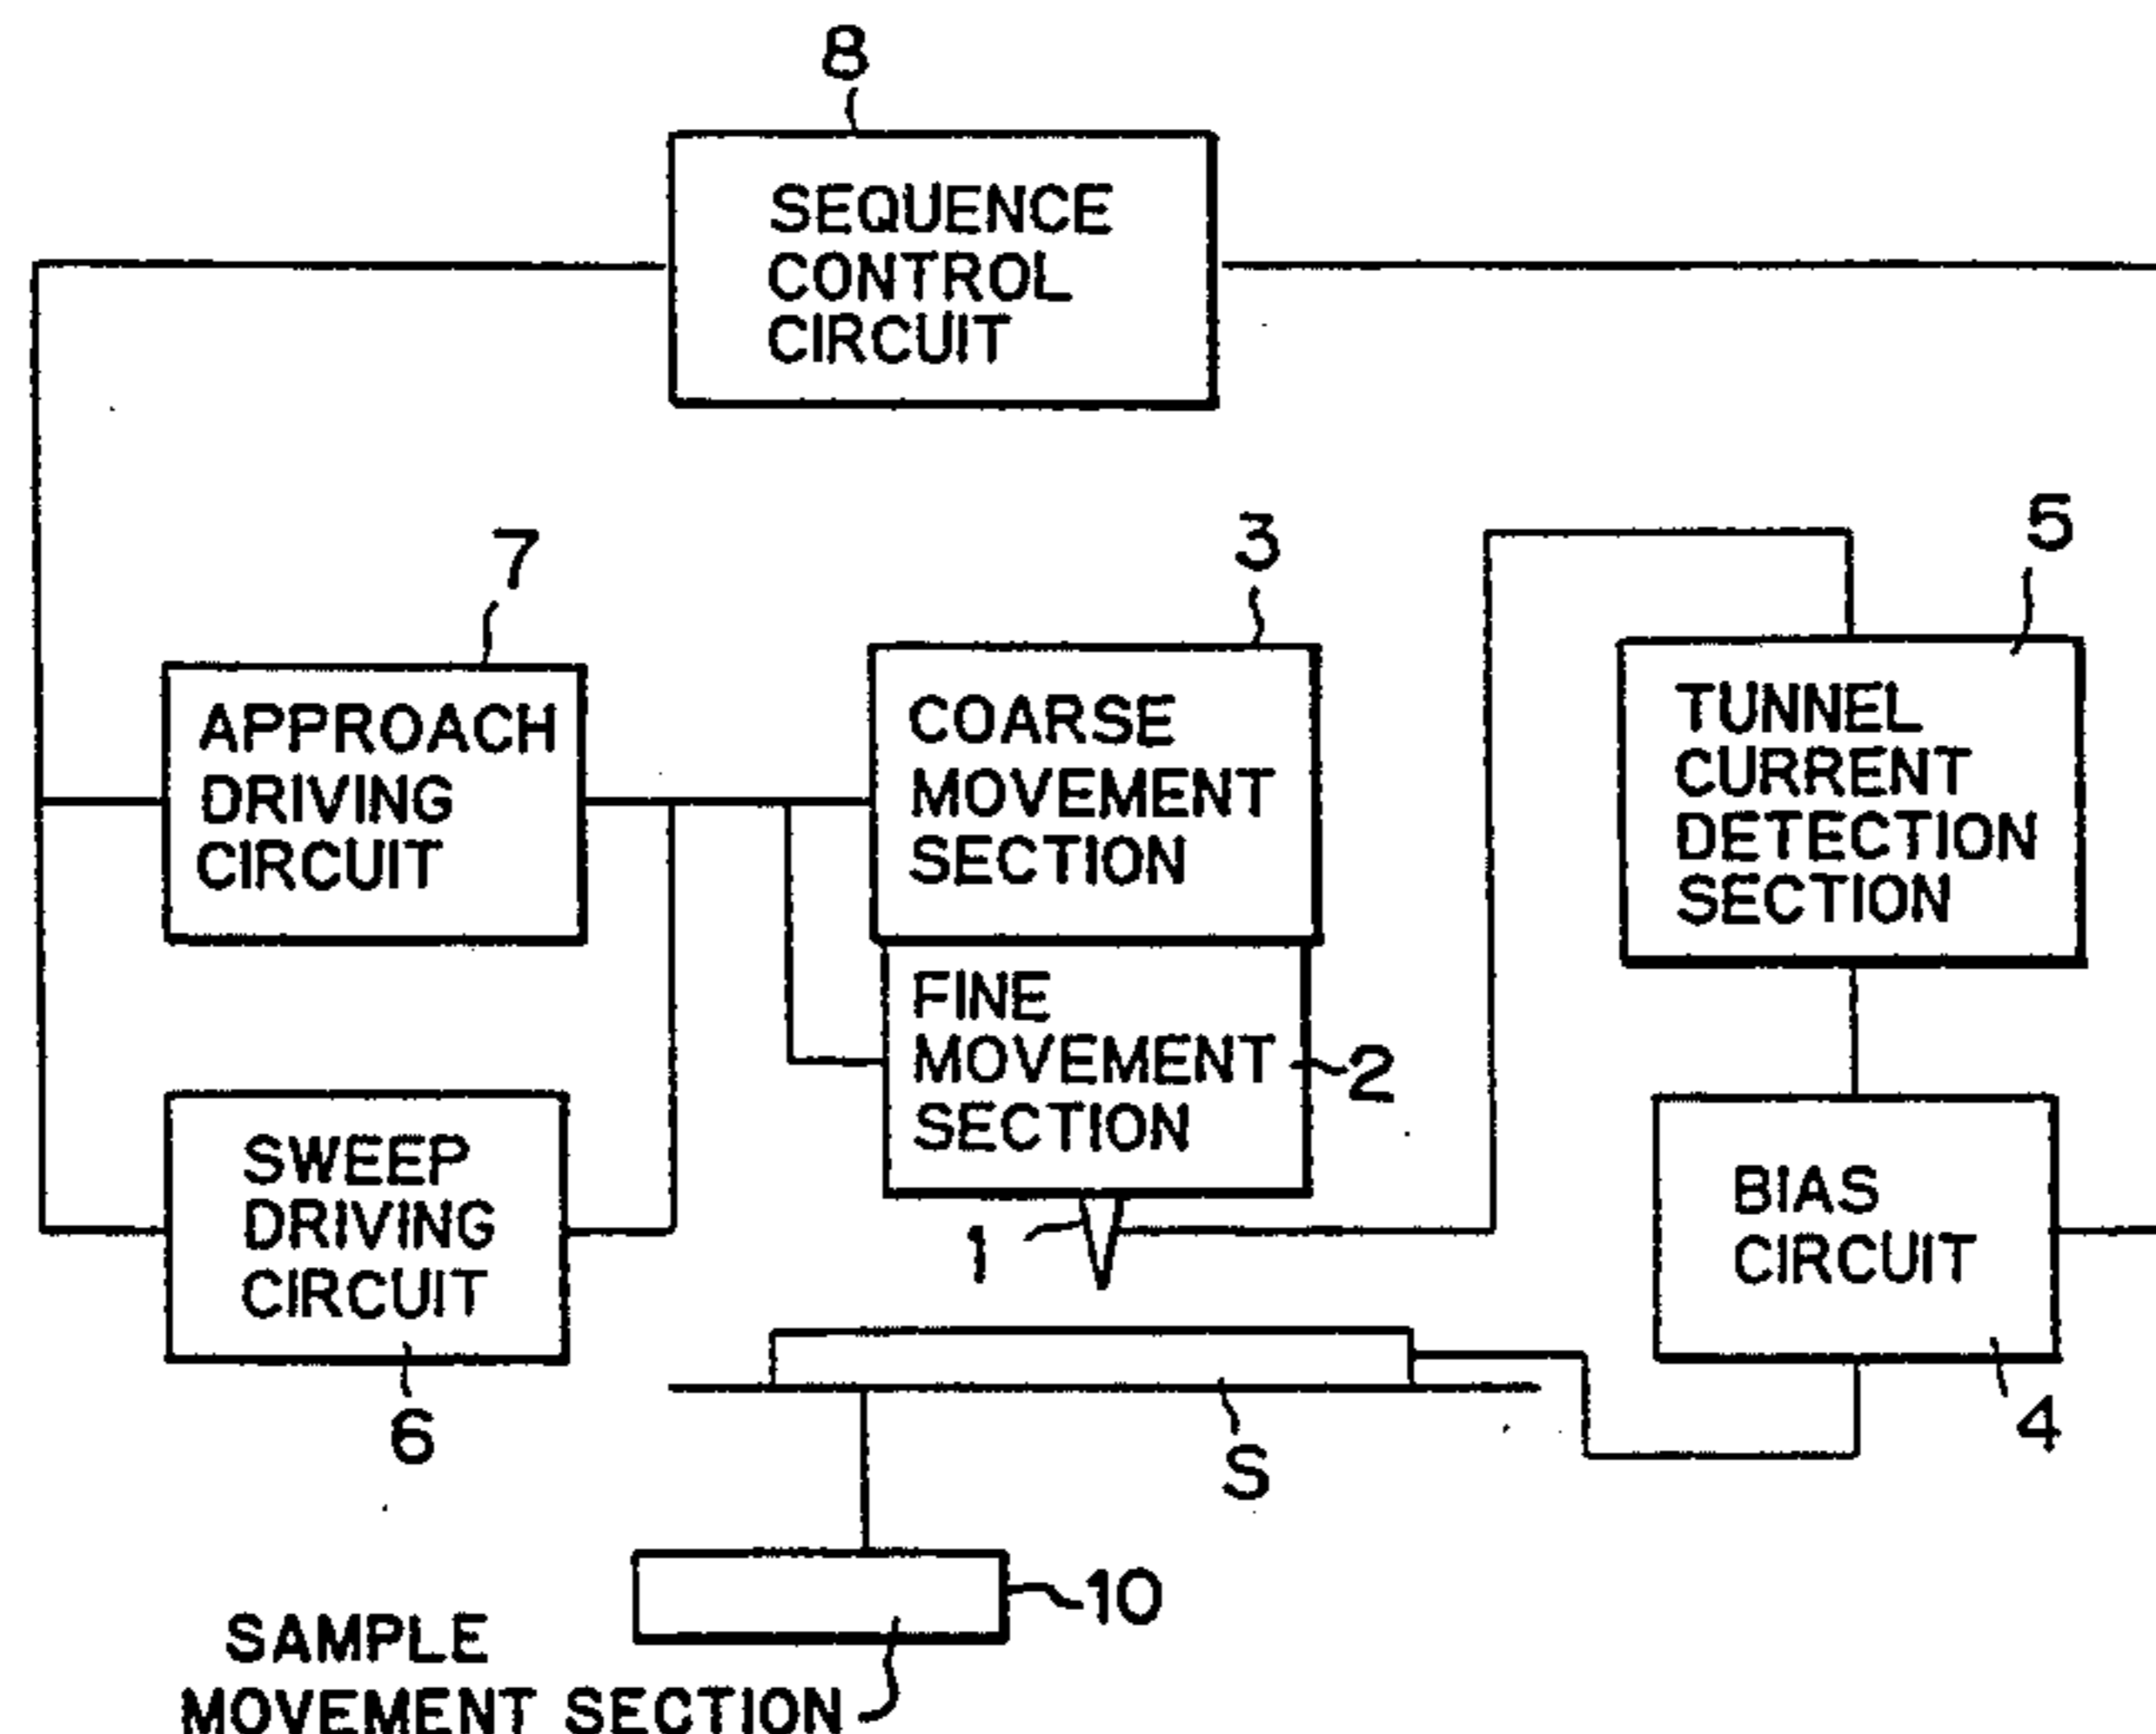 8
SEQUENCE
CONTROL
CIRCUIT
7
APPROACH
DRIVING
CIRCUIT
3
COARSE
MOVEMENT
SECTION
5
TUNNEL
CURRENT
DETECTION
SECTION
FINE
MOVEMENT
SECTION
2
SWEEP
DRIVING
CIRCUIT
6
1
BIAS
CIRCUIT
4
S
10
SAMPLE
MOVEMENT SECTION